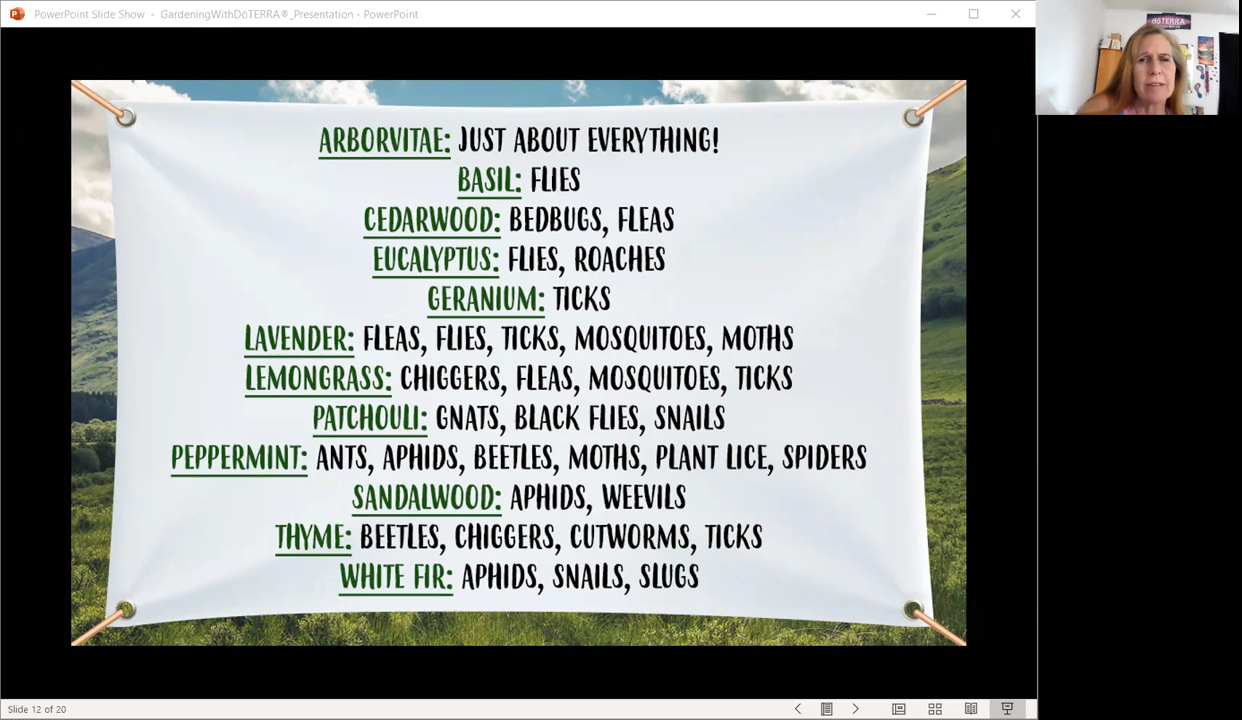 PowerPoint Slide Show - GardeningWithDōTERRA®_Presentation - PowerPoint
dōTERRA
ARBORVITAE: JUST ABOUT EVERYTHING!
BASIL: FLIES
CEDARWOOD: BEDBUGS, FLEAS
EUCALYPTUS: FLIES, ROACHES
GERANIUM: TICKS
LAVENDER: FLEAS, FLIES, TICKS, MOSQUITOES, MOTHS
LEMONGRASS: CHIGGERS, FLEAS, MOSQUITOES, TICKS
PATCHOULI: GNATS, BLACK FLIES, SNAILS
PEPPERMINT: ANTS, APHIDS, BEETLES, MOTHS, PLANT LICE, SPIDERS
SANDALWOOD: APHIDS, WEEVILS
THYME: BEETLES, CHIGGERS, CUTWORMS, TICKS
WHITE FIR: APHIDS, SNAILS, SLUGS
Slide 12 of 20